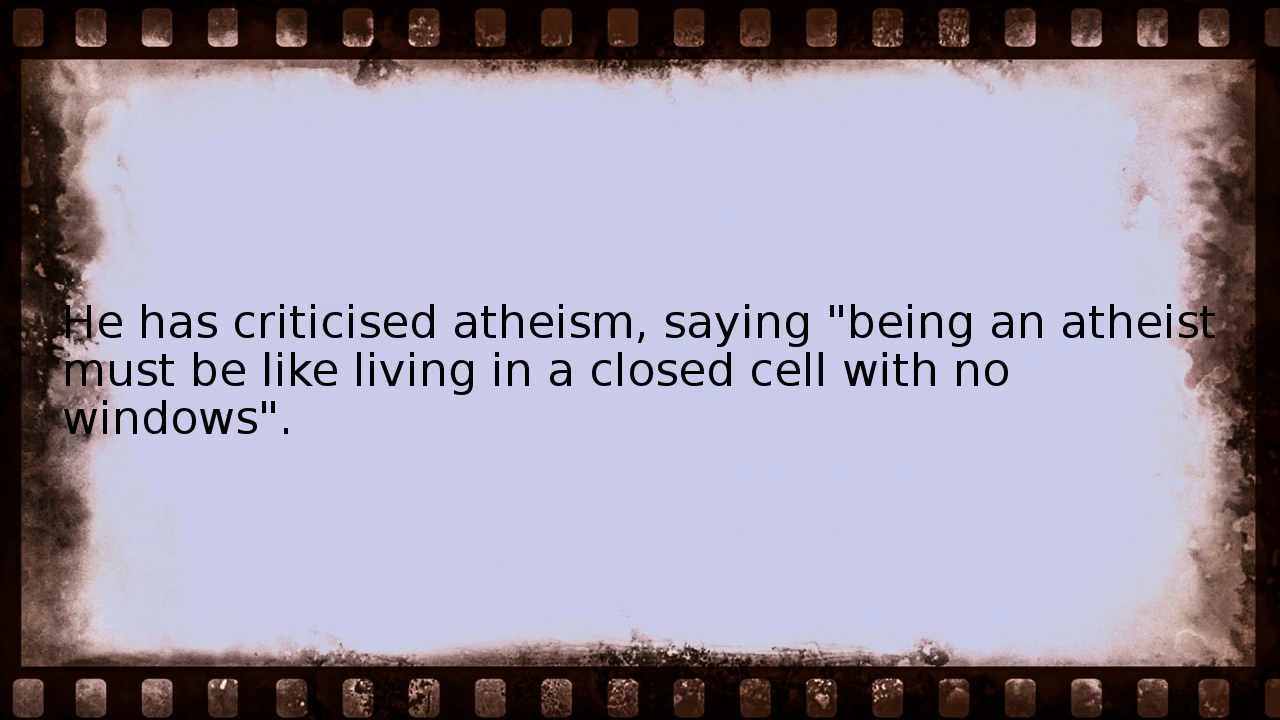 He has criticised atheism, saying "being an atheist
must be like living in a closed cell with no
windows".